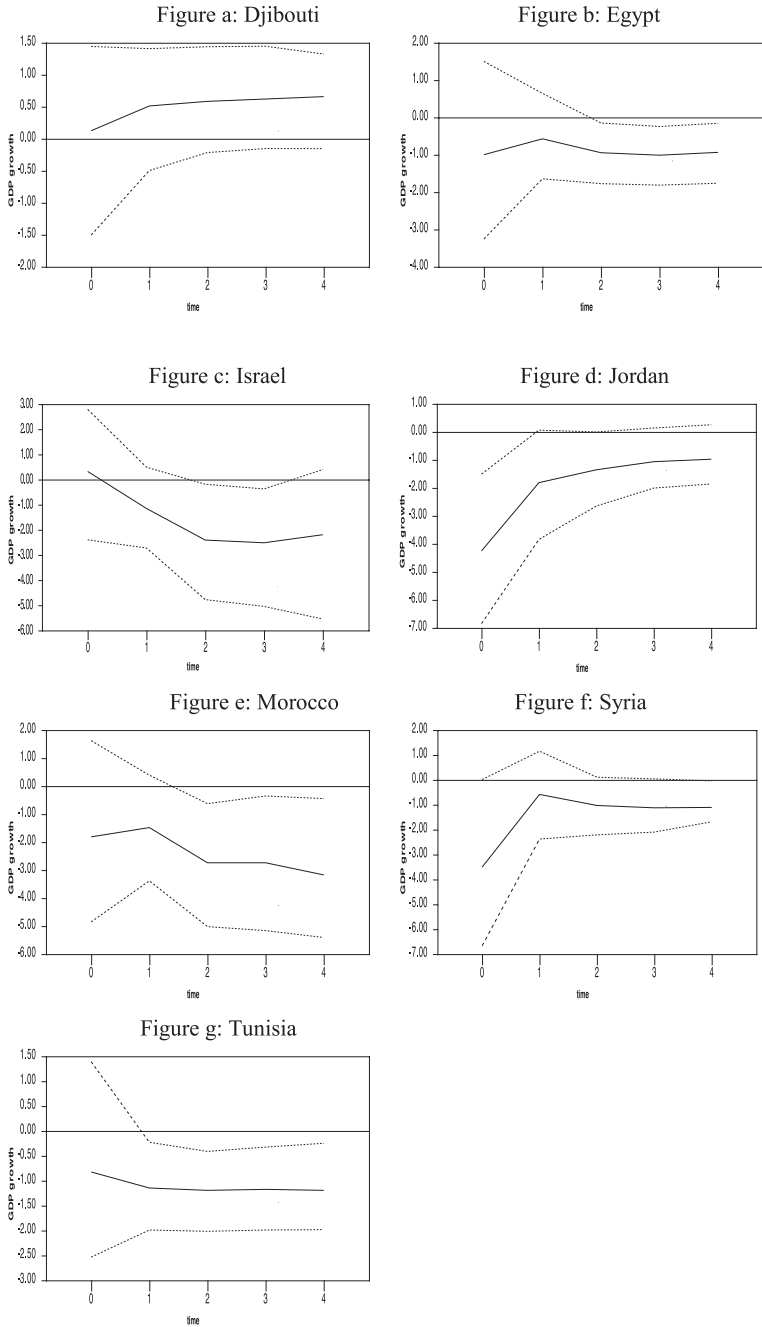 Figure a: Djibouti
1.50
1.00
0.50
0.00
-0.50
-1.00
-1.50
-2.00
GDP growth
0 1 2 3 4
time
Figure b: Egypt
2.00
1.00
0.00
-1.00
-2.00
-3.00
-4.00
GDP growth
0 1 2 3 4
time
Figure c: Israel
3.00
2.00
1.00
0.00
-1.00
-2.00
-3.00
-4.00
-5.00
-6.00
GDP growth
0 1 2 3 4
time
Figure d: Jordan
1.00
0.00
-1.00
-2.00
-3.00
-4.00
-5.00
-6.00
-7.00
GDP growth
0 1 2 3 4
time
Figure e: Morocco
2.00
1.00
0.00
-1.00
-2.00
-3.00
-4.00
-5.00
-6.00
GDP growth
0 1 2 3 4
time
Figure f: Syria
2.00
1.00
0.00
-1.00
-2.00
-3.00
-4.00
-5.00
-6.00
-7.00
GDP growth
0 1 2 3 4
time
Figure g: Tunisia
1.50
1.00
0.50
0.00
-0.50
-1.00
-1.50
-2.00
-2.50
-3.00
GDP growth
0 1 2 3 4
time